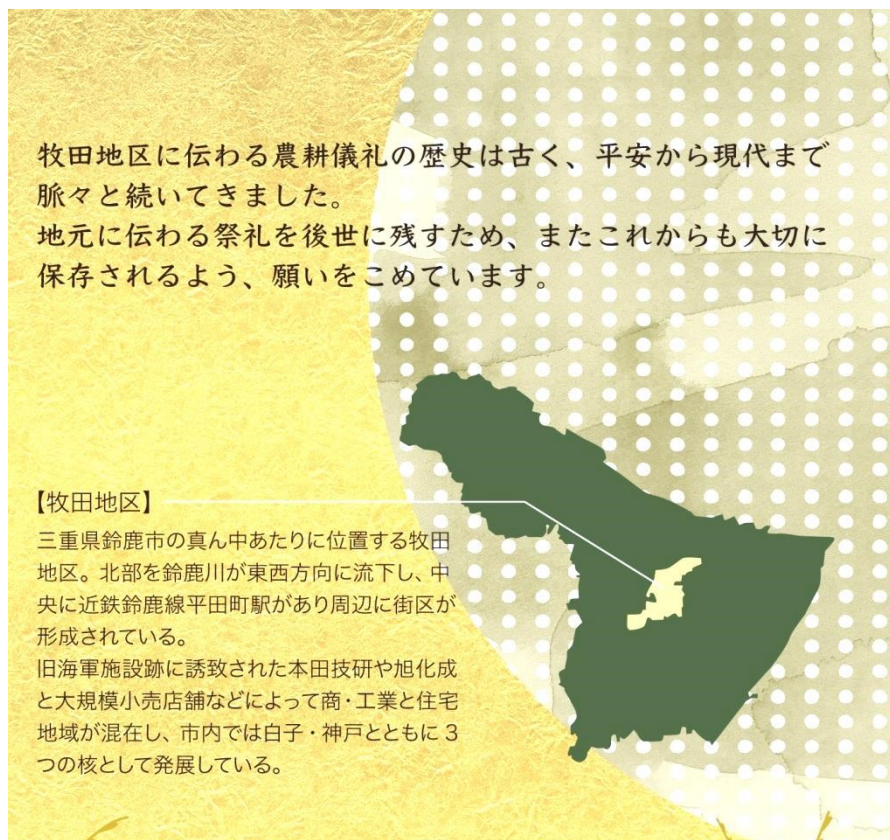 牧田地区に伝わる農耕儀礼の歴史は古く、平安から現代まで
脈々と続いてきました。
地元に伝わる祭礼を後世に残すため、またこれからも大切に
保存されるよう、願いをこめています。
【牧田地区】
三重県鈴鹿市の真ん中あたりに位置する牧田
地区。北部を鈴鹿川が東西方向に流下し、中
央に近鉄鈴鹿線平田町駅があり周辺に街区が
形成されている。
旧海軍施設跡に誘致された本田技研や旭化成
と大規模小売店舗などによって商・工業と住宅
地域が混在し、市内では白子・神戸とともに3
つの核として発展している。